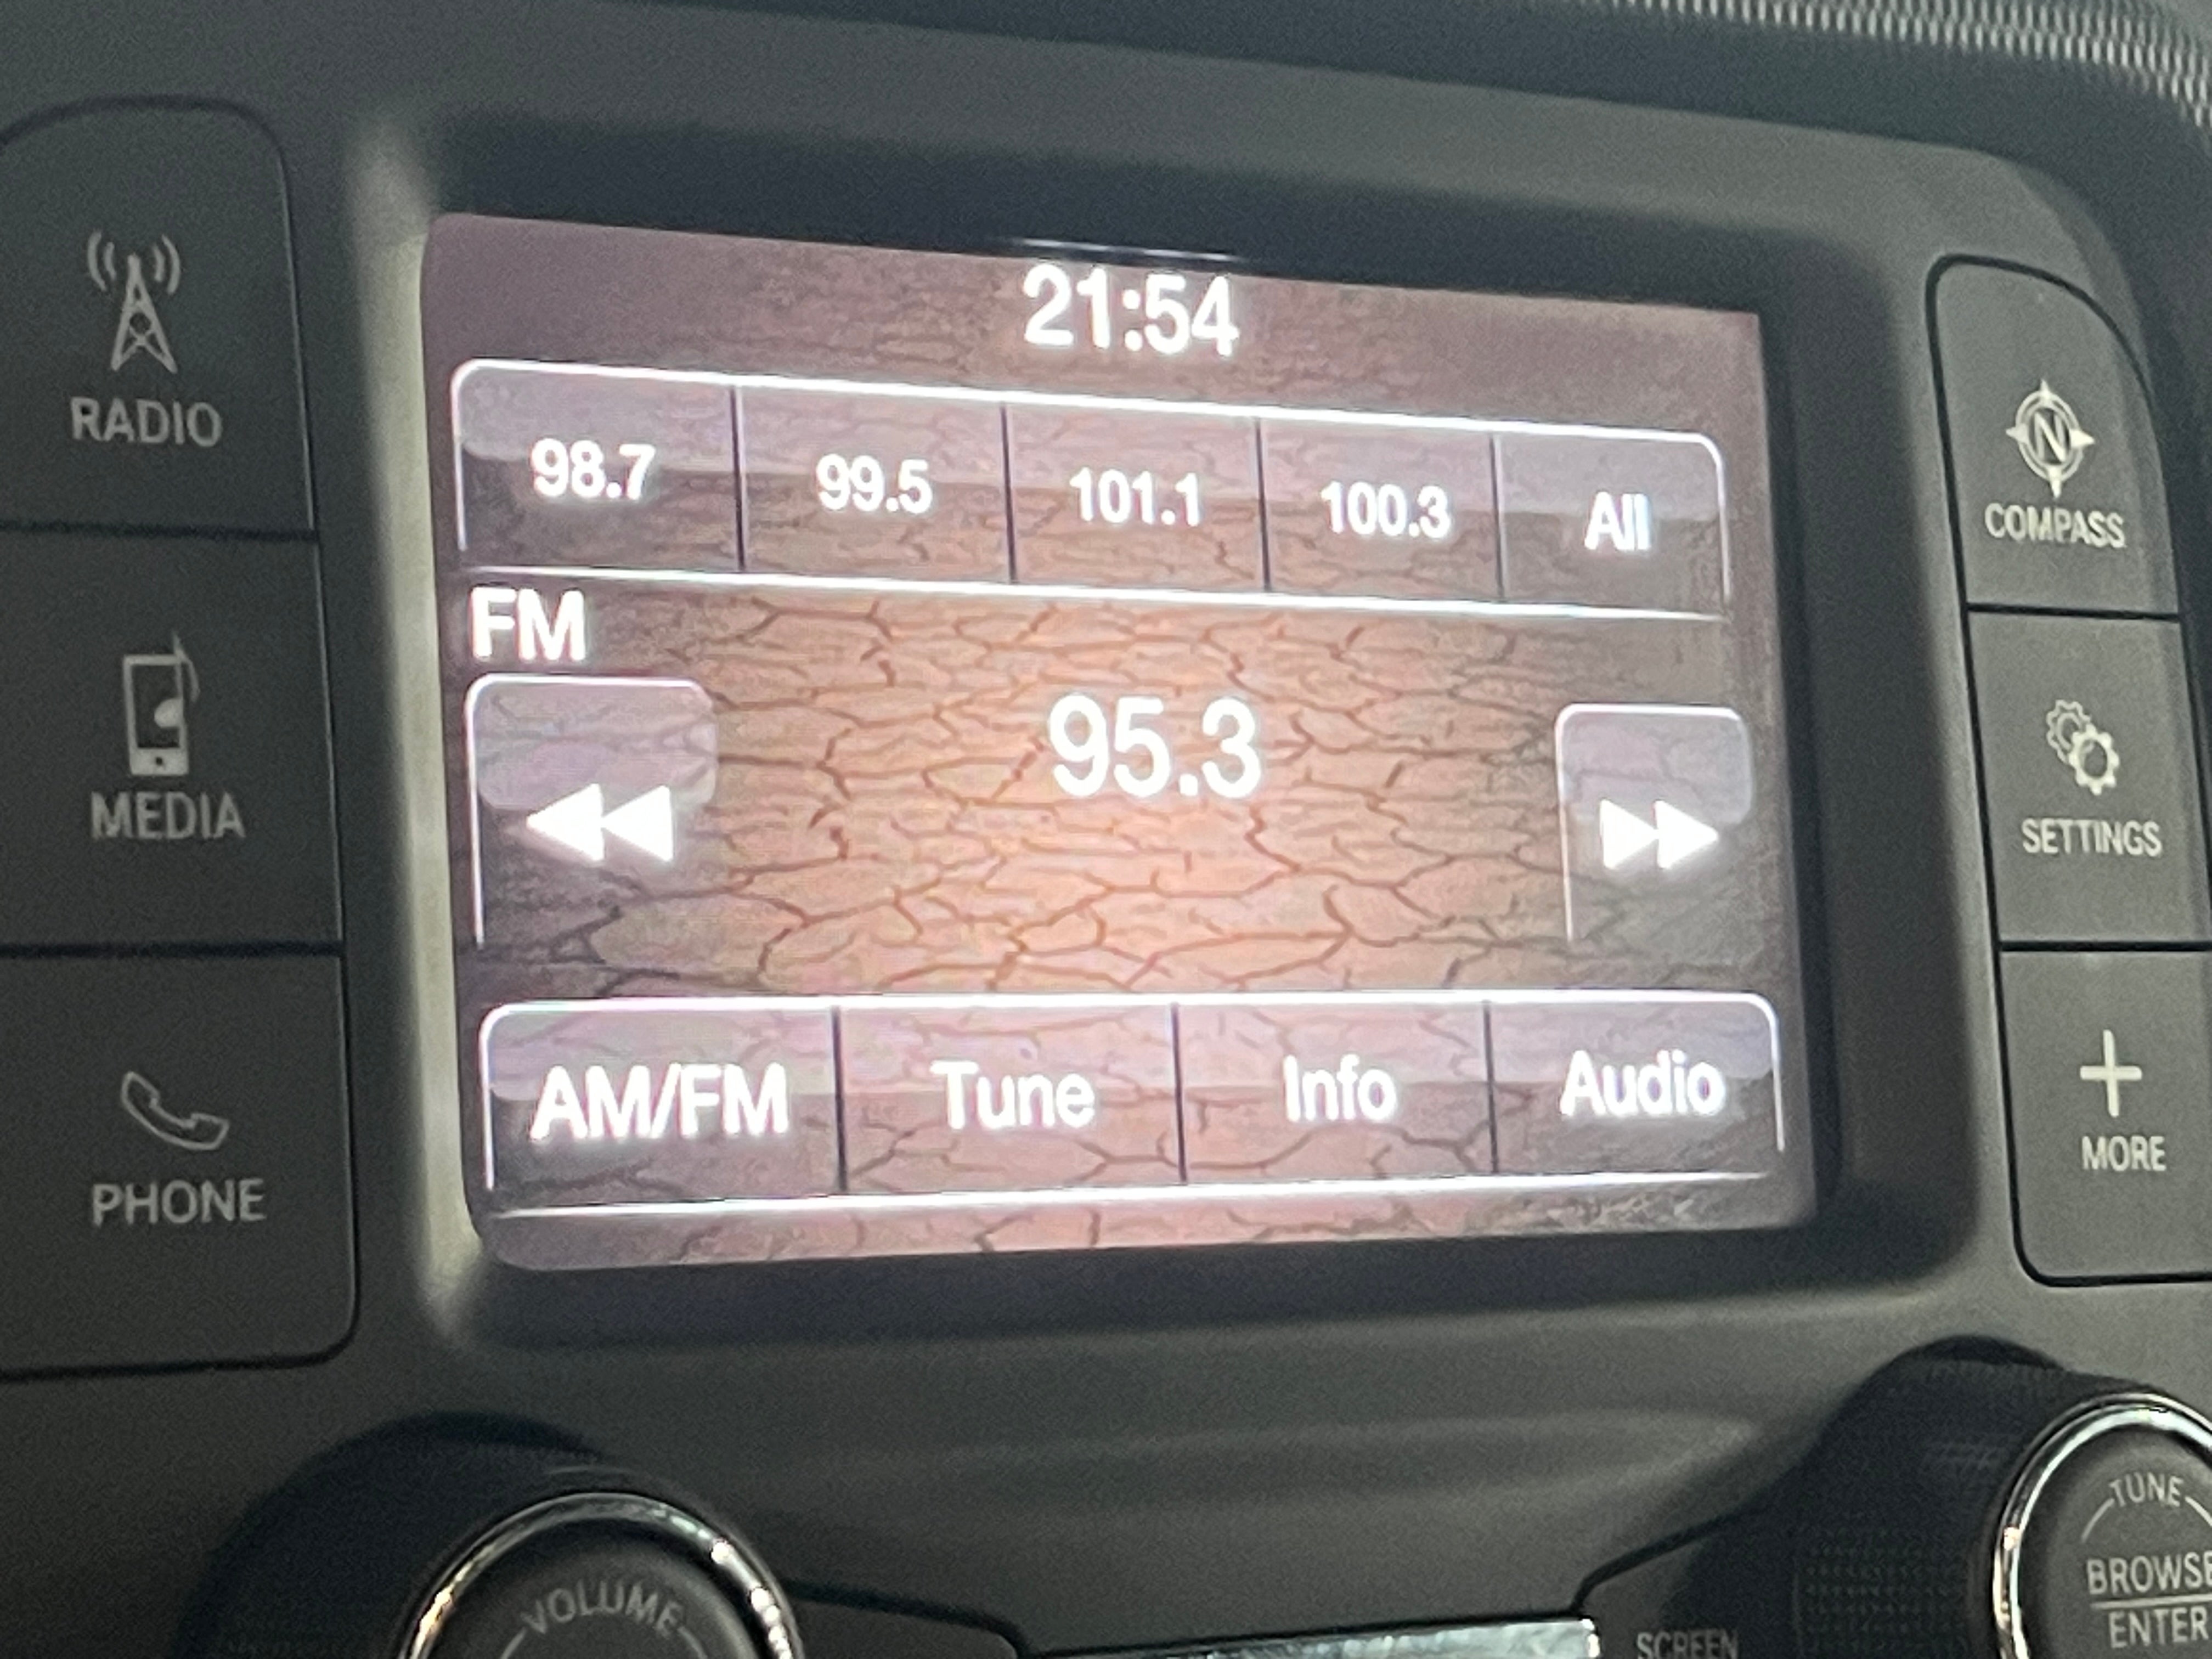 21:54
RADIO
98.7 99.5 101.1 100.3 All
N
COMPASS
FM
95.3
MEDIA
SETTINGS
AM/FM Tune Info Audio
PHONE
MORE
VOLUME
TUNE
BROWSE
ENTER
SCREEN